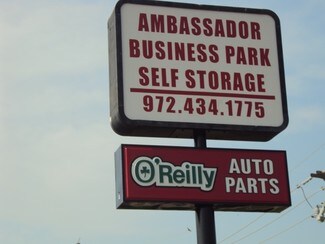 AMBASSADOR
BUSINESS PARK
SELF STORAGE
972.434.1775
O'Reilly AUTO
PARTS